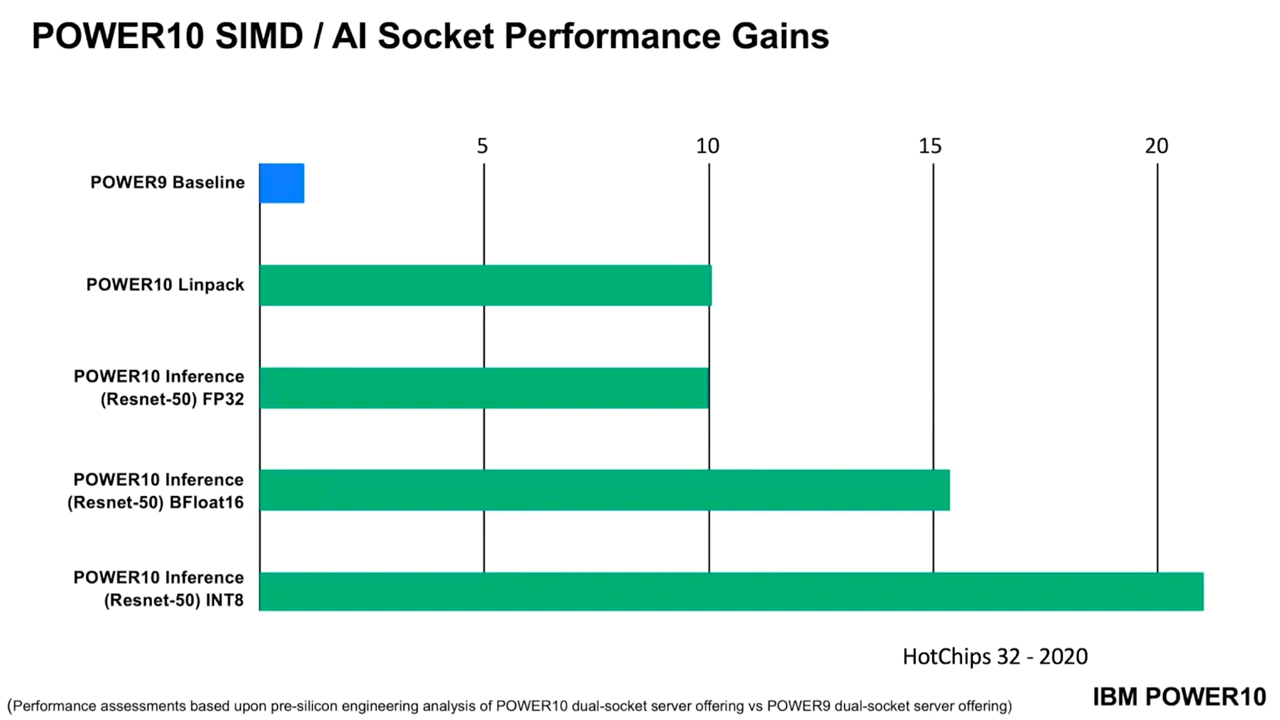 POWER10 SIMD / AI Socket Performance Gains
5 10 15 20
POWER9 Baseline
POWER10 Linpack
POWER10 Inference
(Resnet-50) FP32
POWER10 Inference
(Resnet-50) BFloat16
POWER10 Inference
(Resnet-50) INT8
HotChips 32 - 2020
IBM POWER10
(Performance assessments based upon pre-silicon engineering analysis of POWER10 dual-socket server offering vs POWER9 dual-socket server offering)